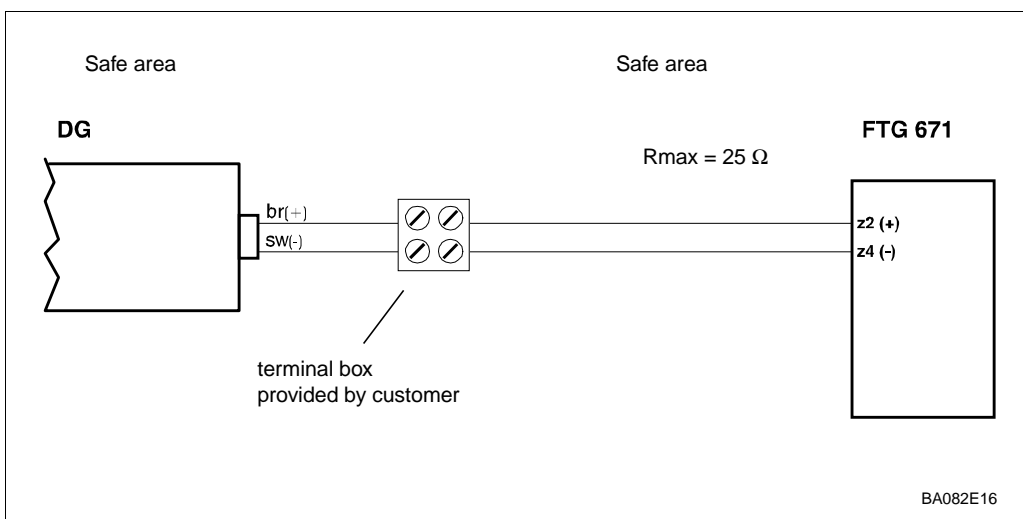 Safe area
Safe area
DG
FTG 671
Rmax = 25 Ω
br(+)
sw(-)
z2 (+)
z4 (-)
terminal box
provided by customer
BA082E16